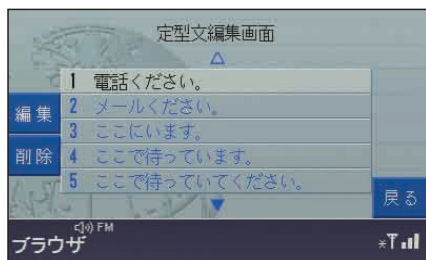 定型文編集画面
1 電話ください。
編集
2 メールください。
3 ここにいます。
削除
4 ここで待っています。
5 ここで待っていてください。
戻る
FM
ブラウザ